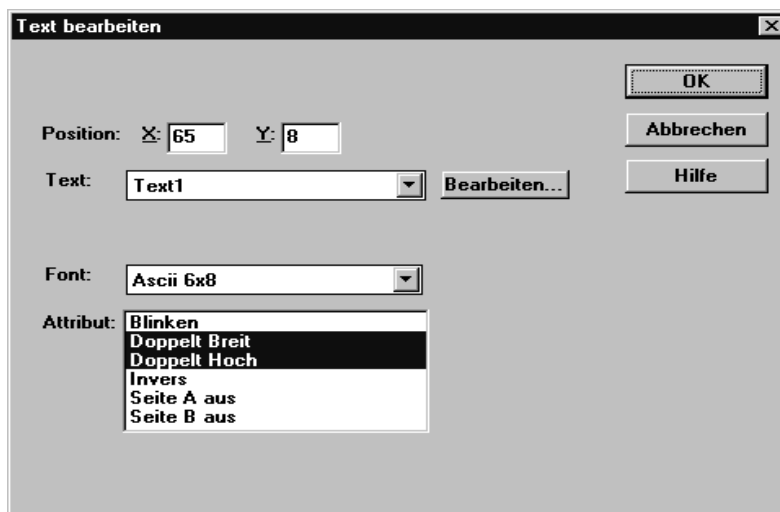 Text bearbeiten
OK
Position: X: 65 Y: 8
Abbrechen
Text: Text1 Bearbeiten...
Hilfe
Font: Ascii 6x8
Attribut: Blinken
Doppelt Breit
Doppelt Hoch
Invers
Seite A aus
Seite B aus